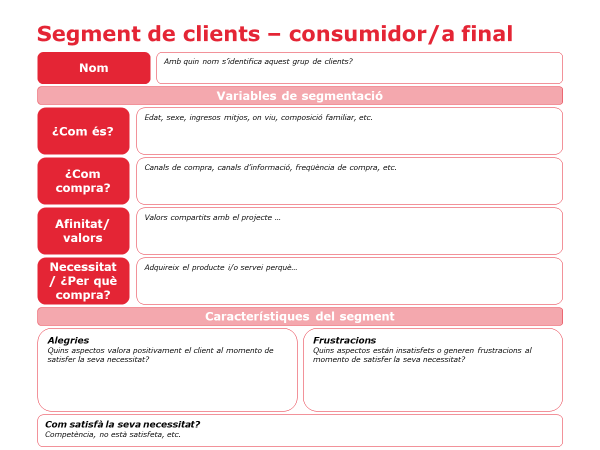 Segment de clients – consumidor/a final
Nom
Amb quin nom s'identifica aquest grup de clients?
Variables de segmentació
¿Com és?
Edat, sexe, ingresos mitjos, on viu, composició familiar, etc.
¿Com
compra?
Canals de compra, canals d'informació, freqüència de compra, etc.
Afinitat/
valors
Valors compartits amb el projecte ...
Necessitat
/ ¿Per què
compra?
Adquireix el producte i/o servei perquè...
Característiques del segment
Alegries
Quins aspectes valora positivament el client al momento de
satisfer la seva necessitat?
Frustracions
Quins aspectes están insatisfets o generen frustracions al
momento de satisfer la seva necessitat?
Com satisfà la seva necessitat?
Competència, no està satisfeta, etc.